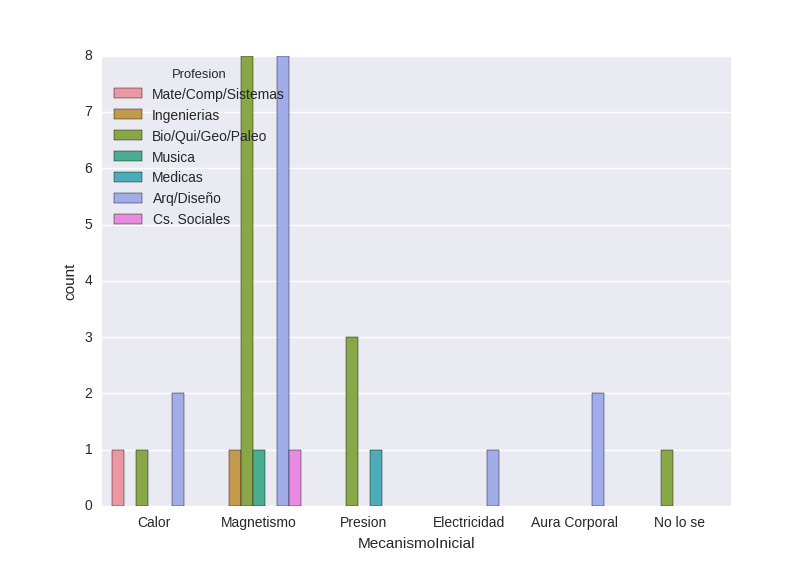 8
7
6
5
4
3
2
1
0
count
Profesion
Mate/Comp/Sistemas
Ingenierias
Bio/Qui/Geo/Paleo
Musica
Medicas
Arq/Diseño
Cs. Sociales
Calor Magnetismo Presion Electricidad Aura Corporal No lo se
MecanismoInicial